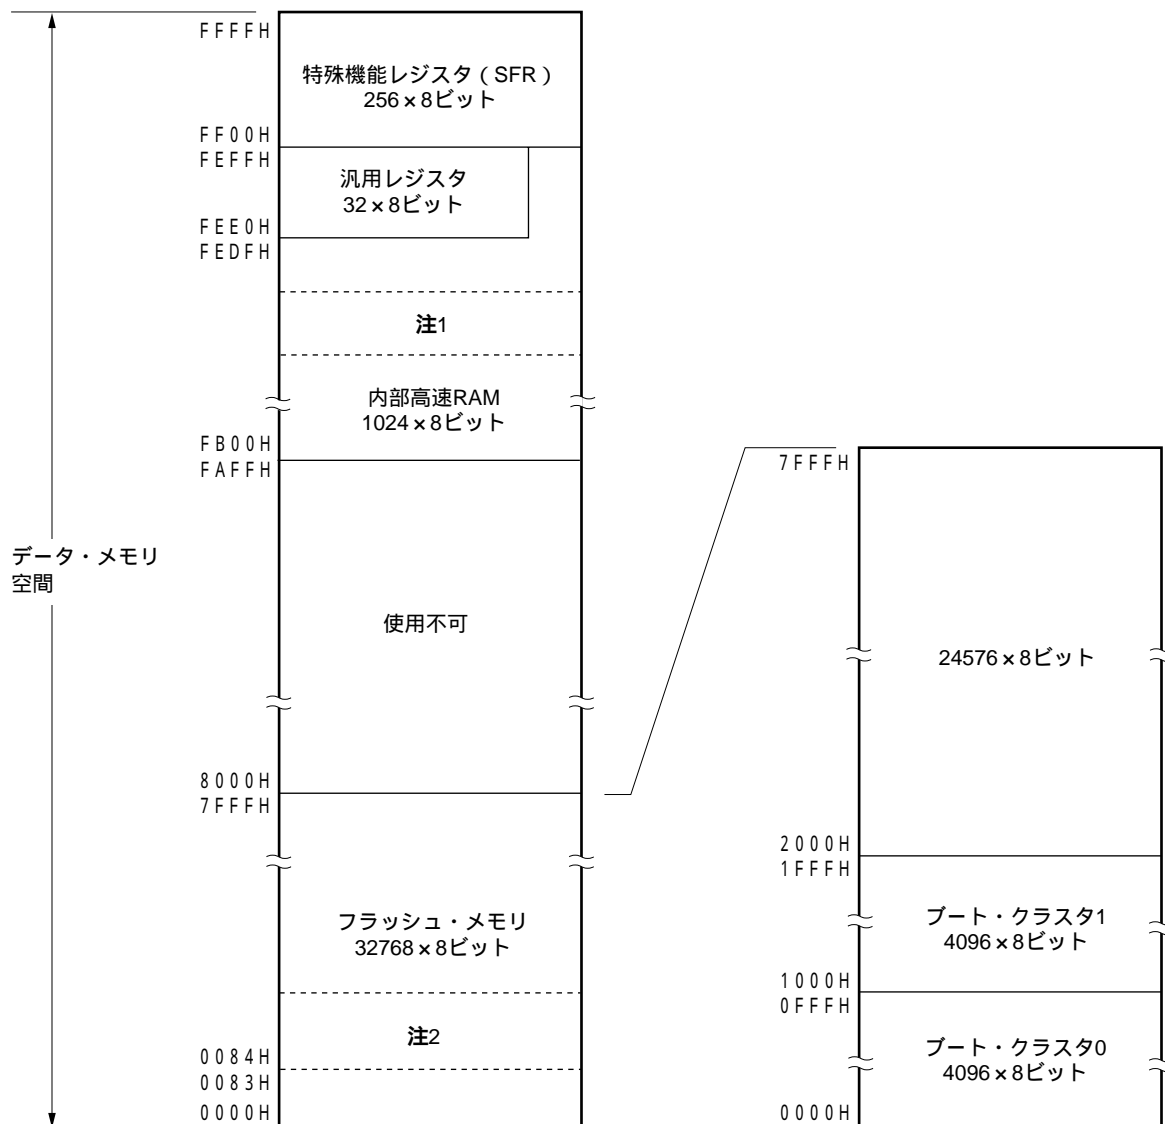 FFFFH
特殊機能レジスタ(SFR)
256×8ビット
FF00H
FEFFH
汎用レジスタ
32×8ビット
FEE0H
FEDFH
注1
内部高速RAM
1024×8ビット
FB00H
FAFFH
データ・メモリ
空間
使用不可
8000H
7FFFH
フラッシュ・メモリ
32768×8ビット
注2
0084H
0083H
0000H
7FFFH
24576×8ビット
2000H
1FFFH
ブート・クラスタ1
4096×8ビット
1000H
0FFFH
ブート・クラスタ0
4096×8ビット
0000H